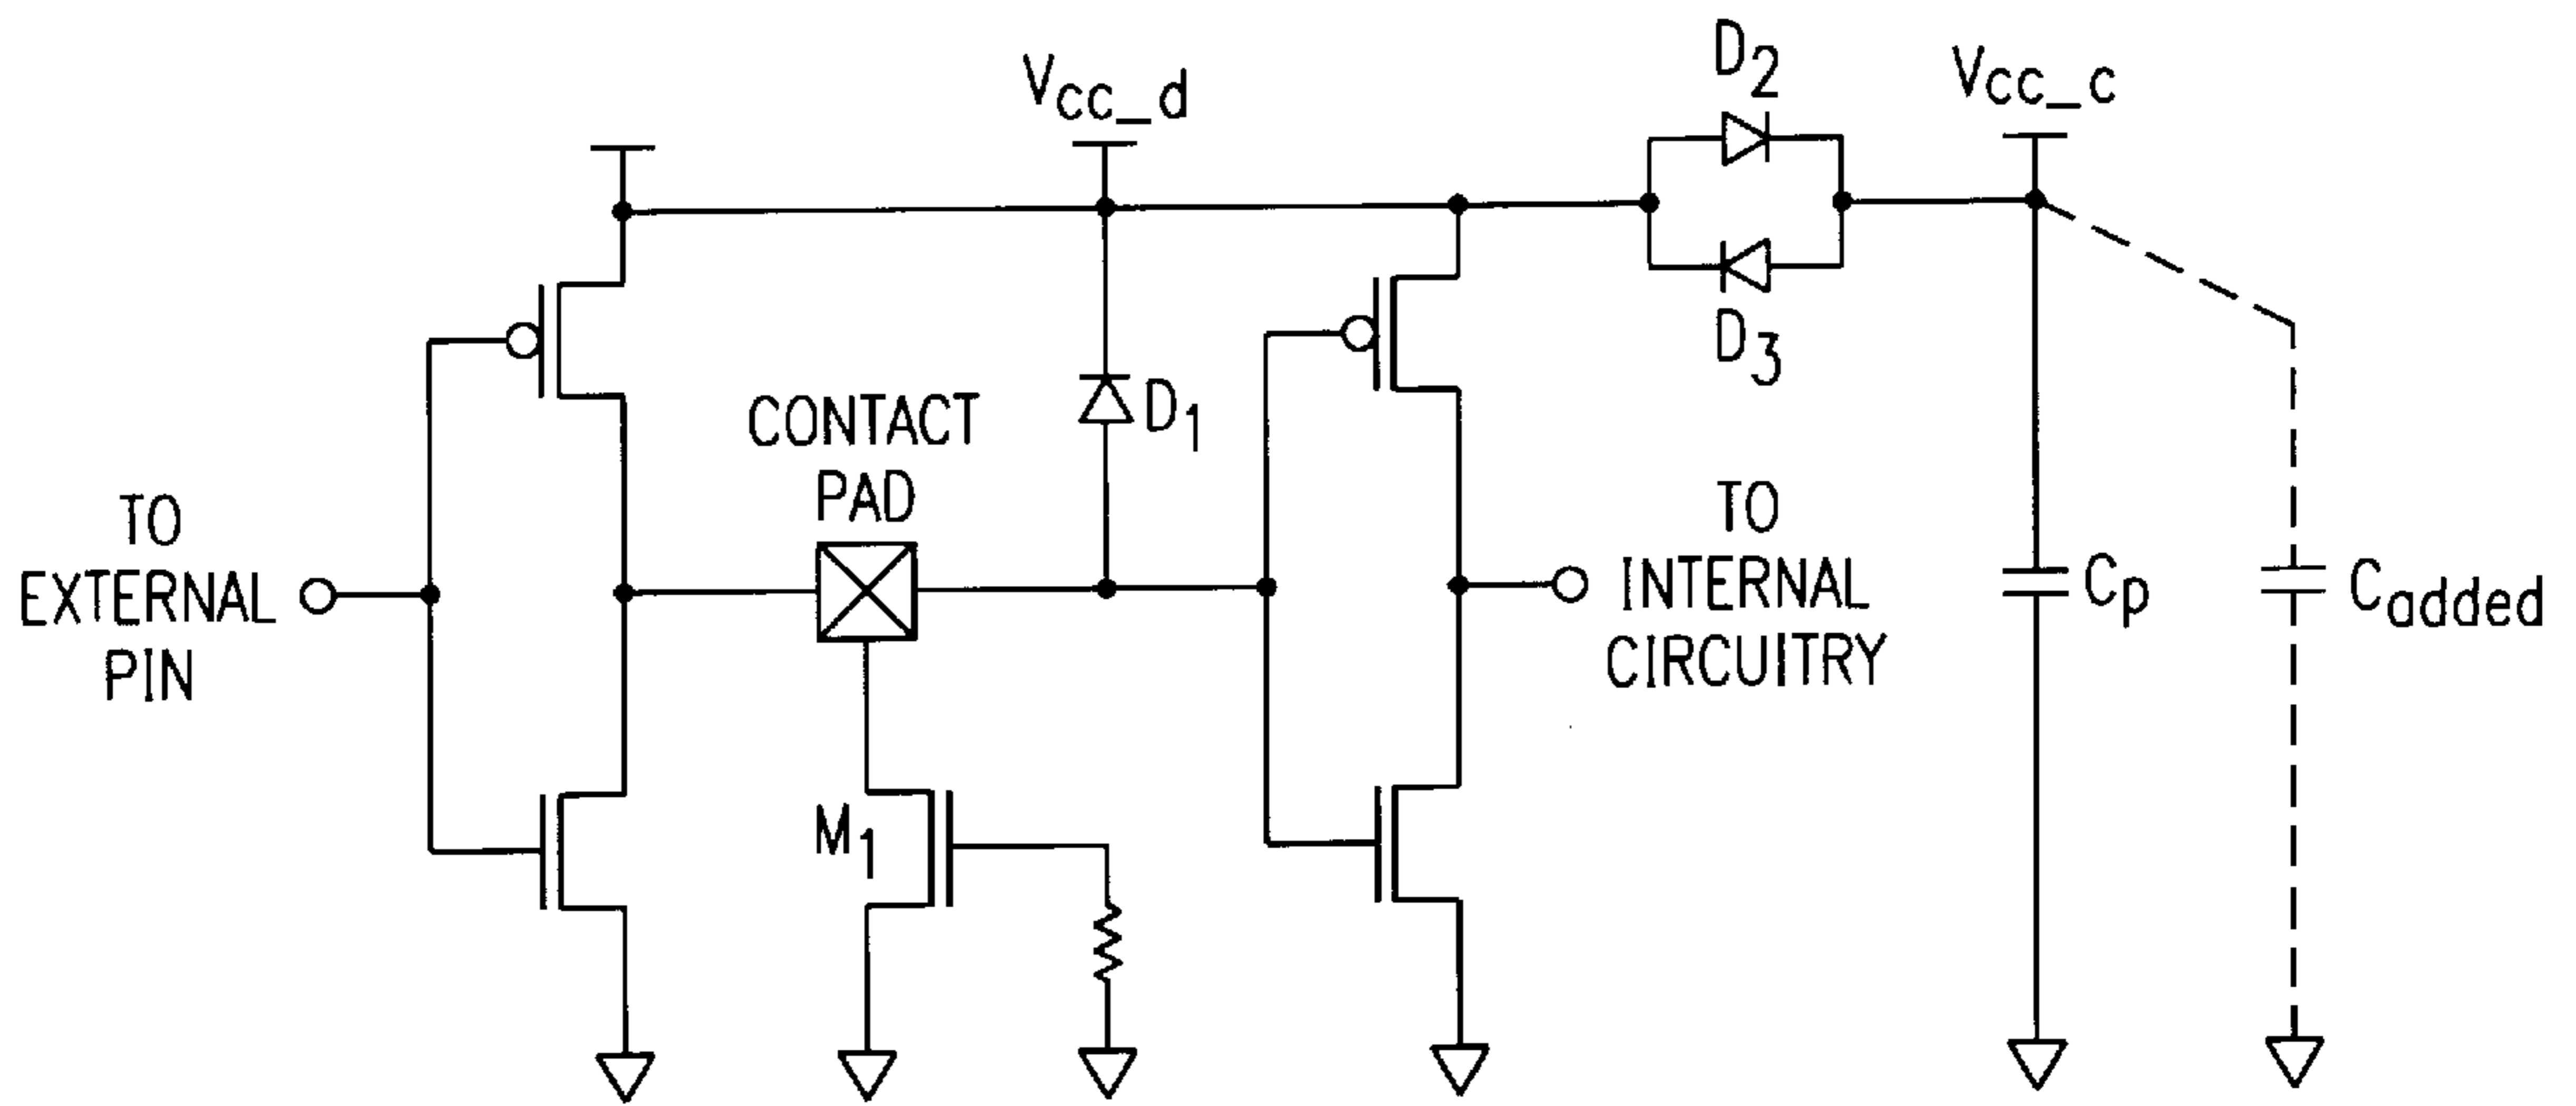 D2
Vcc_d
Vcc_c
D3
D1
CONTACT
PAD
TO
EXTERNAL
PIN
TO
INTERNAL
CIRCUITRY
Cp
Cadded
M1